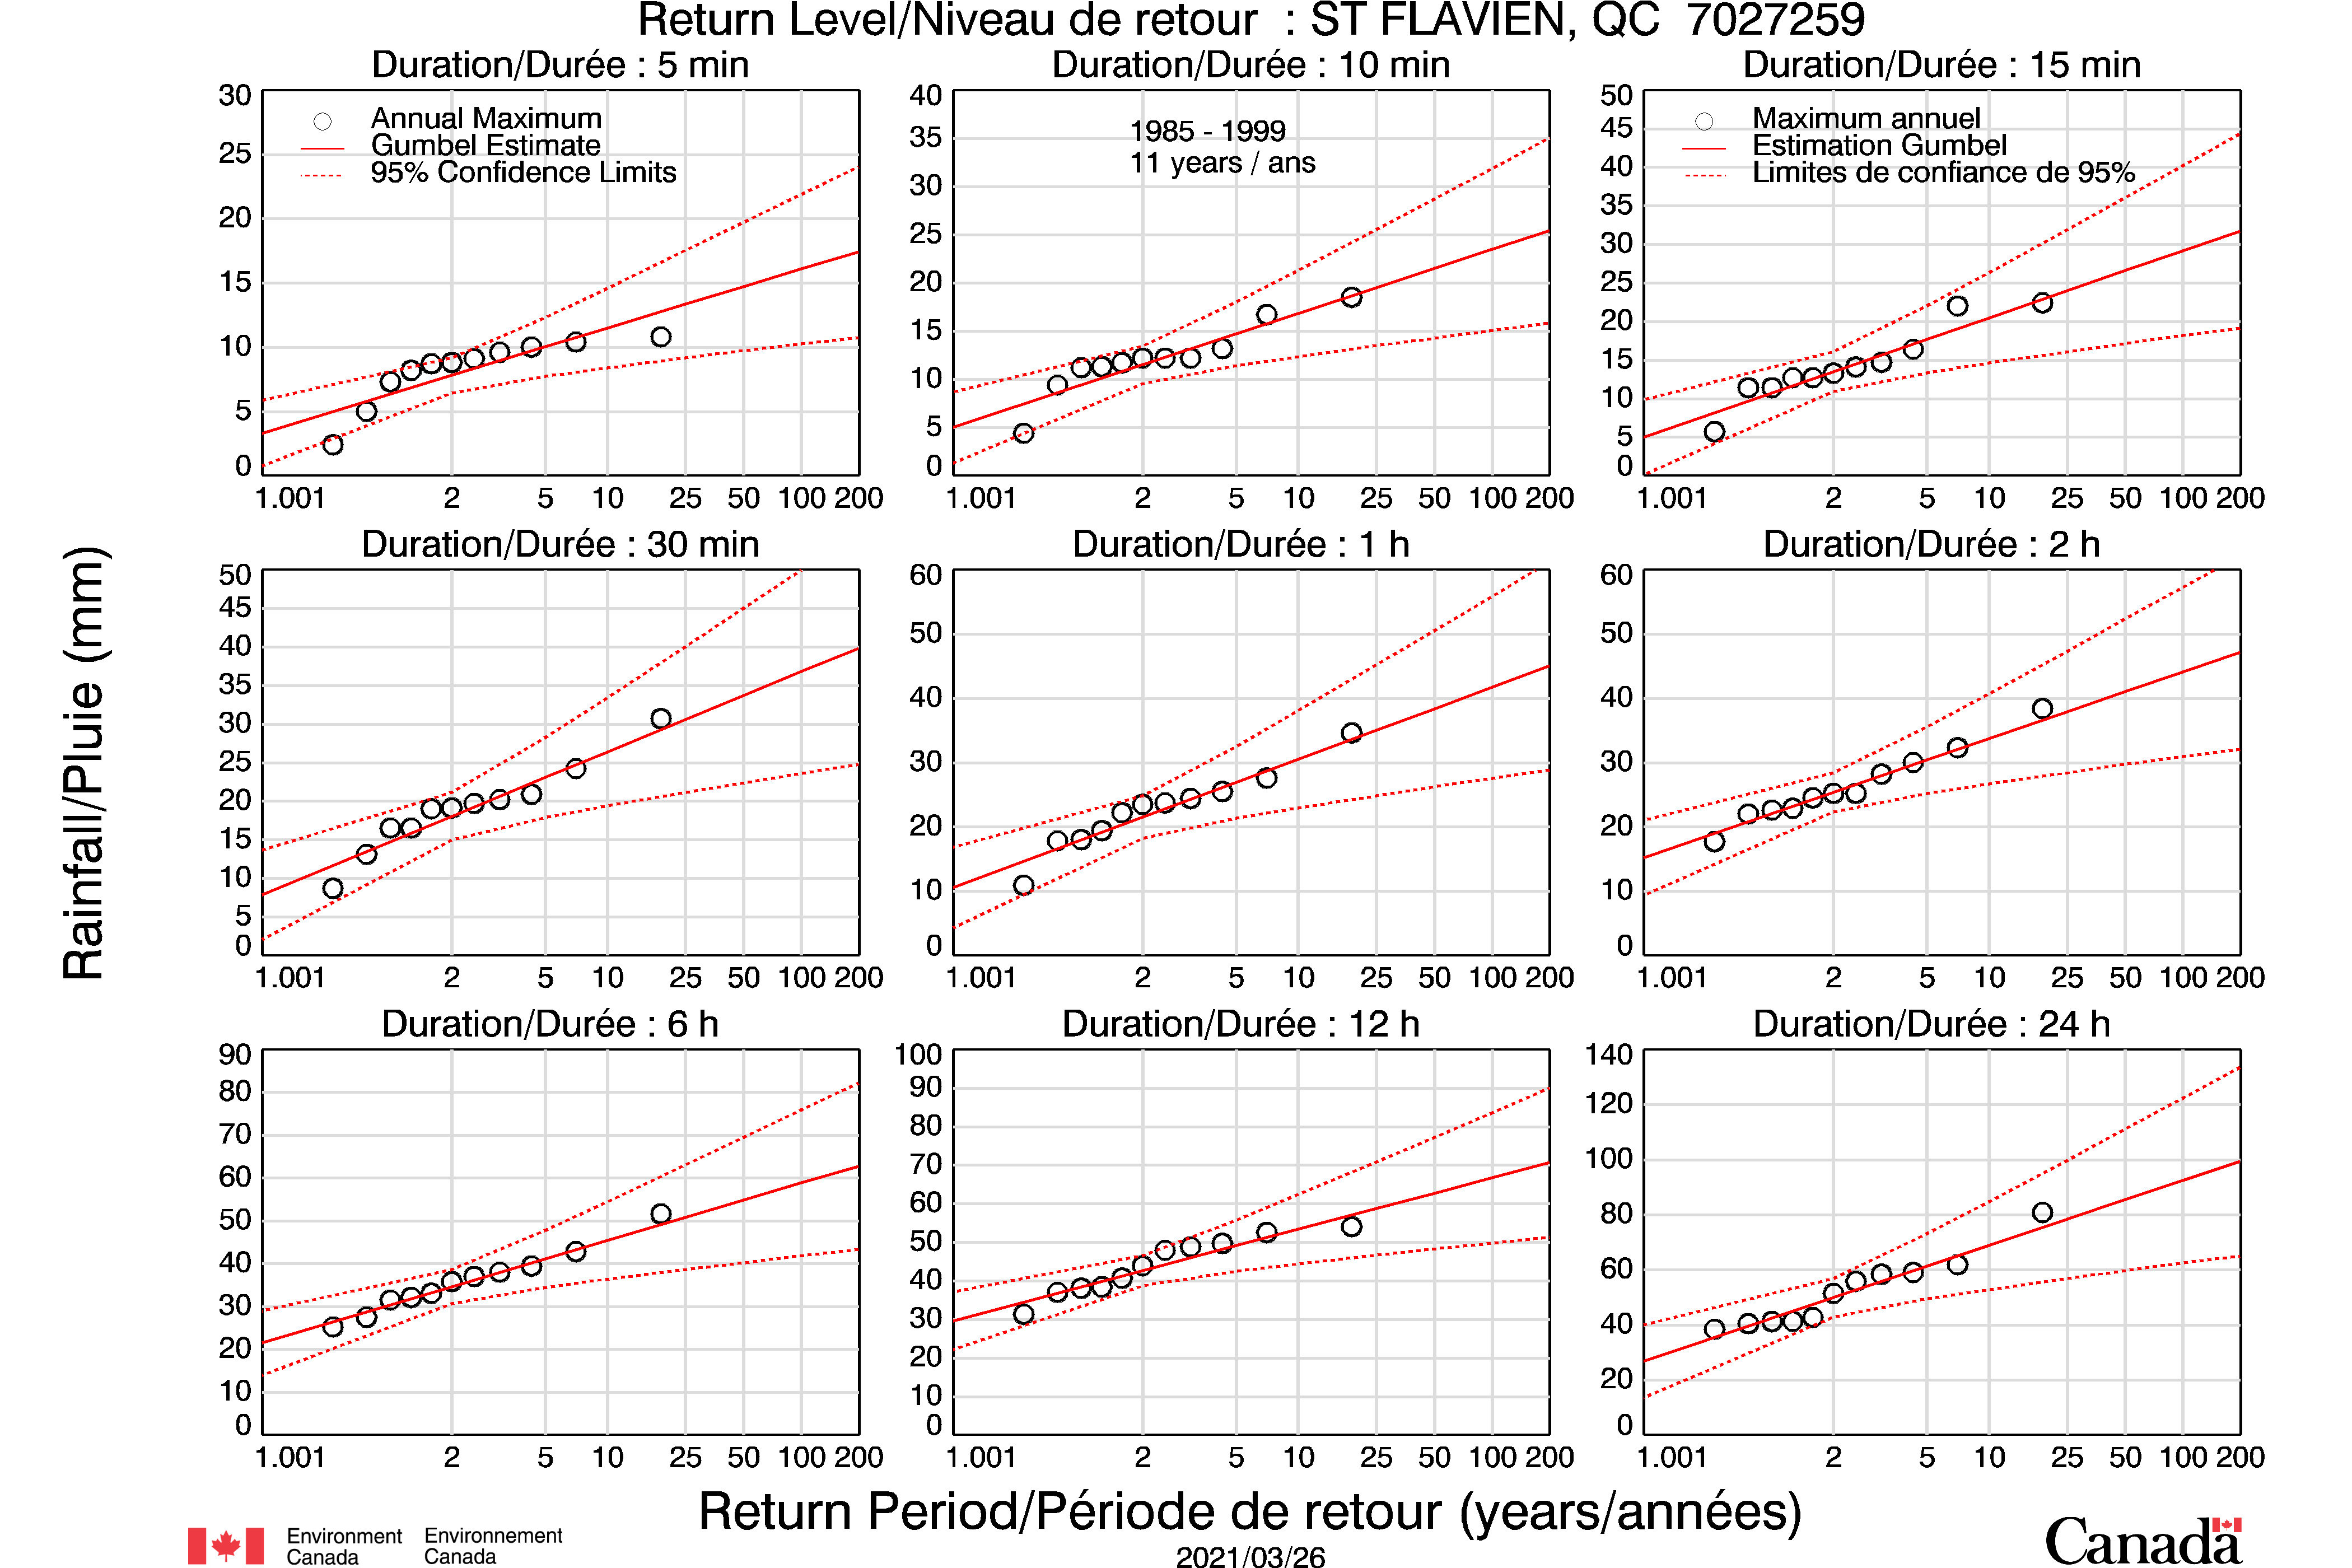 Return Level/Niveau de retour : ST FLAVIEN, QC 7027259
Duration/Durée : 5 min
30
25
20
15
10
5
0
Annual Maximum
Gumbel Estimate
95% Confidence Limits
1.001 2 5 10 25 50 100 200
Duration/Durée : 10 min
40
35
30
25
20
15
10
5
0
1985 - 1999
11 years / ans
1.001 2 5 10 25 50 100 200
Duration/Durée : 15 min
50
45
40
35
30
25
20
15
10
5
0
Maximum annuel
Estimation Gumbel
Limites de confiance de 95%
1.001 2 5 10 25 50 100 200
Rainfall/Pluie (mm)
Duration/Durée : 30 min
50
45
40
35
30
25
20
15
10
5
0
1.001 2 5 10 25 50 100 200
Duration/Durée : 1 h
60
50
40
30
20
10
0
1.001 2 5 10 25 50 100 200
Duration/Durée : 2 h
60
50
40
30
20
10
0
1.001 2 5 10 25 50 100 200
Duration/Durée : 6 h
90
80
70
60
50
40
30
20
10
0
1.001 2 5 10 25 50 100 200
Duration/Durée : 12 h
100
90
80
70
60
50
40
30
20
10
0
1.001 2 5 10 25 50 100 200
Duration/Durée : 24 h
140
120
100
80
60
40
20
0
1.001 2 5 10 25 50 100 200
Return Period/Période de retour (years/années)
Environment Canada
Environnement Canada
2021/03/26
Canada